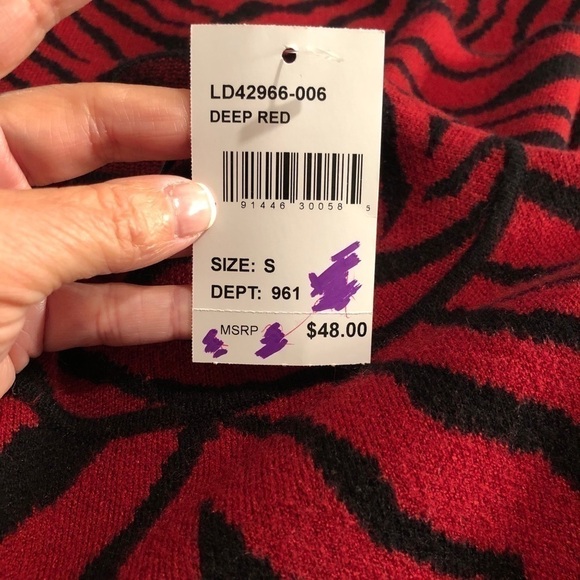 LD42966-006
DEEP RED
91446 30058 5
SIZE: S
DEPT: 961
MSRP $48.00